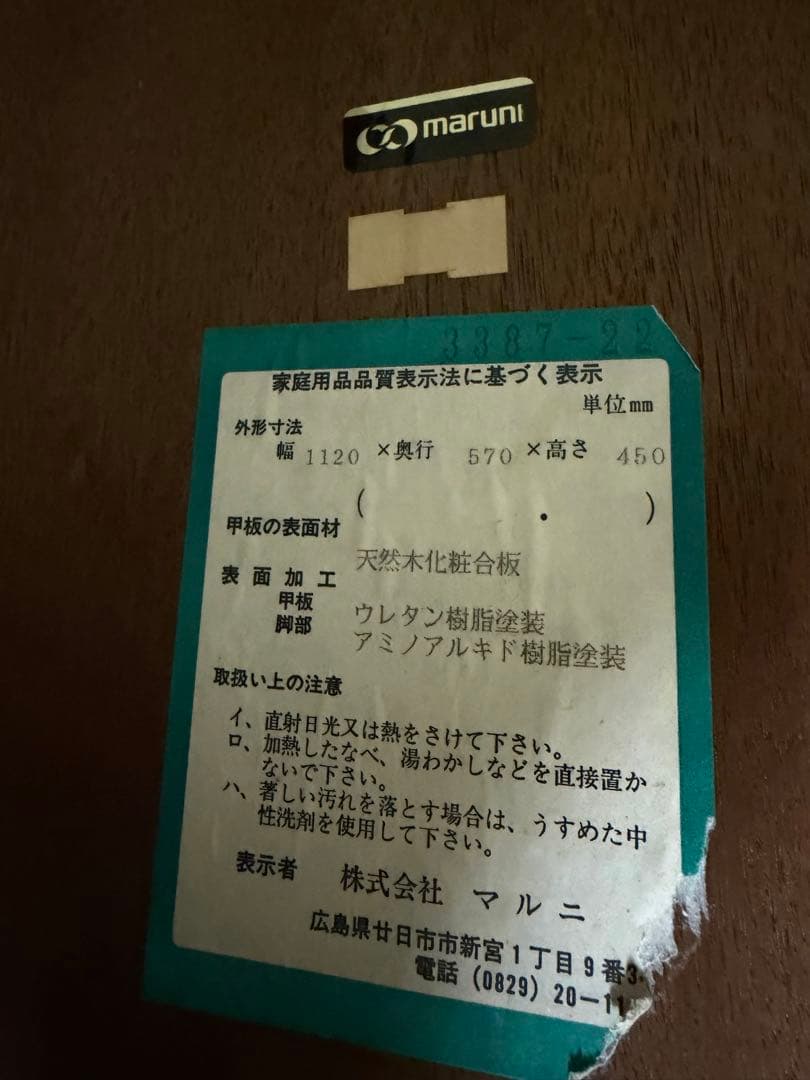 maruni
3387-22
家庭用品品質表示法に基づく表示
単位mm
外形寸法
幅 1120 ×奥行 570 ×高さ 450
( . )
甲板の表面材
天然木化粧合板
表面加工
甲板 ウレタン樹脂塗装
脚部 アミノアルキド樹脂塗装
取扱い上の注意
イ、直射日光又は熱をさけて下さい。
ロ、加熱したなべ、湯わかしなどを直接置か
ないで下さい。
ハ、著しい汚れを落とす場合は、うすめた中
性洗剤を使用して下さい。
表示者 株式会社 マルニ
広島県廿日市市新宮1丁目9番3
電話(0829)20-11